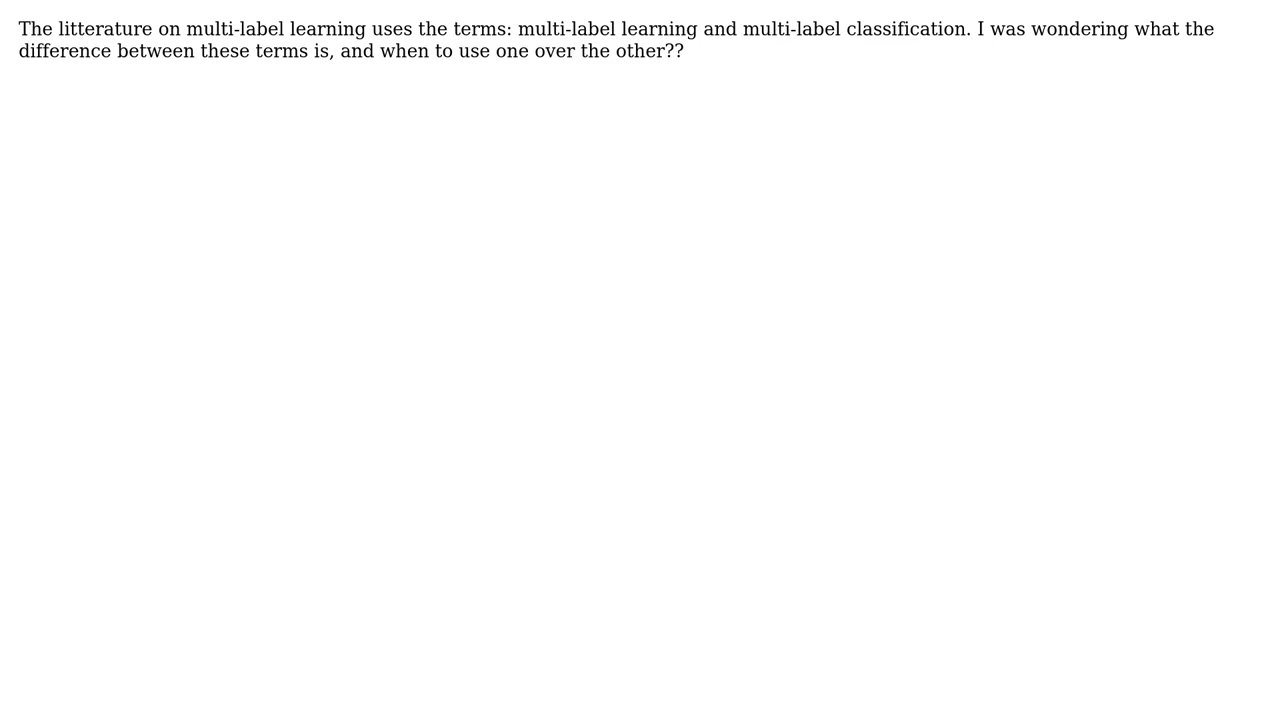 The litterature on multi-label learning uses the terms: multi-label learning and multi-label classification. I was wondering what the
difference between these terms is, and when to use one over the other??